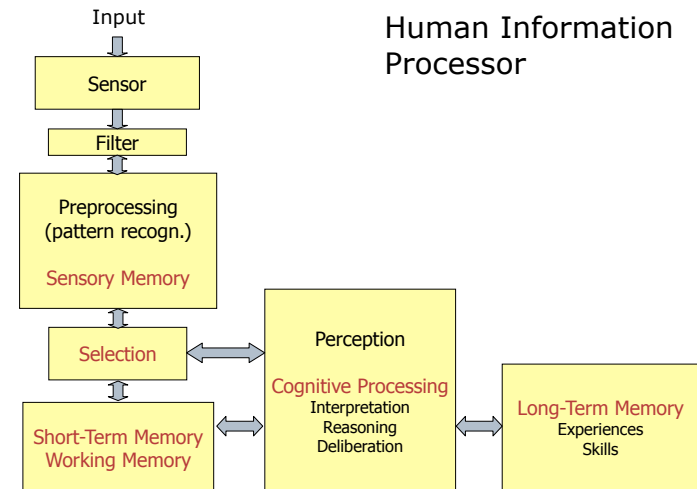 Human Information
Processor
Input
Sensor
Filter
Preprocessing
(pattern recogn.)
Sensory Memory
Selection
Short-Term Memory
Working Memory
Perception
Cognitive Processing
Interpretation
Reasoning
Deliberation
Long-Term Memory
Experiences
Skills